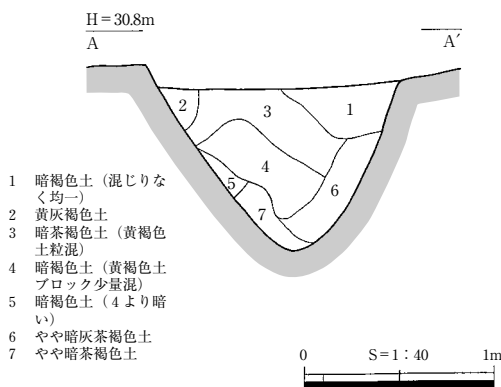 H＝30.8m
A
A′
2
3
1
4
5
6
7
1 暗褐色土（混じりな
く均一）
2 黄灰褐色土
3 暗茶褐色土（黄褐色
土粒混）
4 暗褐色土（黄褐色土
ブロック少量混）
5 暗褐色土（4より暗
い）
6 やや暗灰茶褐色土
7 やや暗茶褐色土
0 S＝1：40 1m